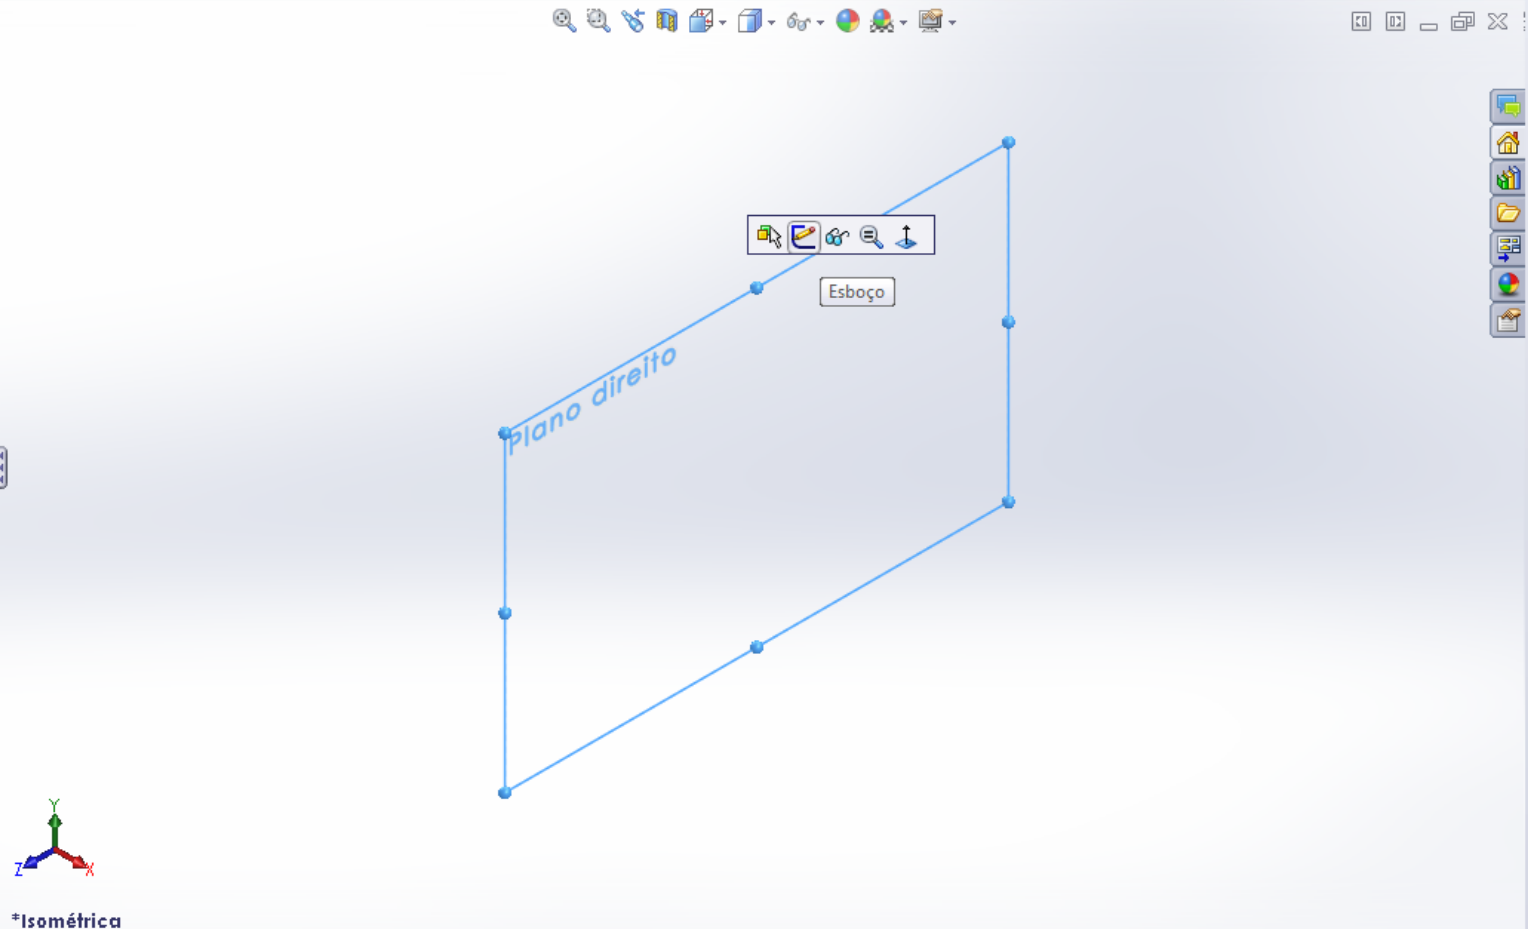 Esboço
Plano direito
Y
Z
X
*Isométrica